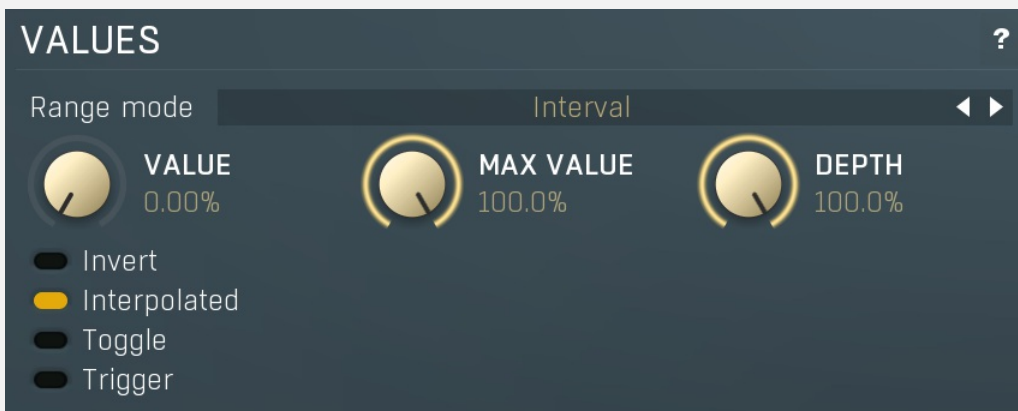 VALUES ?
Range mode Interval
VALUE MAX VALUE DEPTH
0.00% 100.0% 100.0%
Invert
Interpolated
Toggle
Trigger